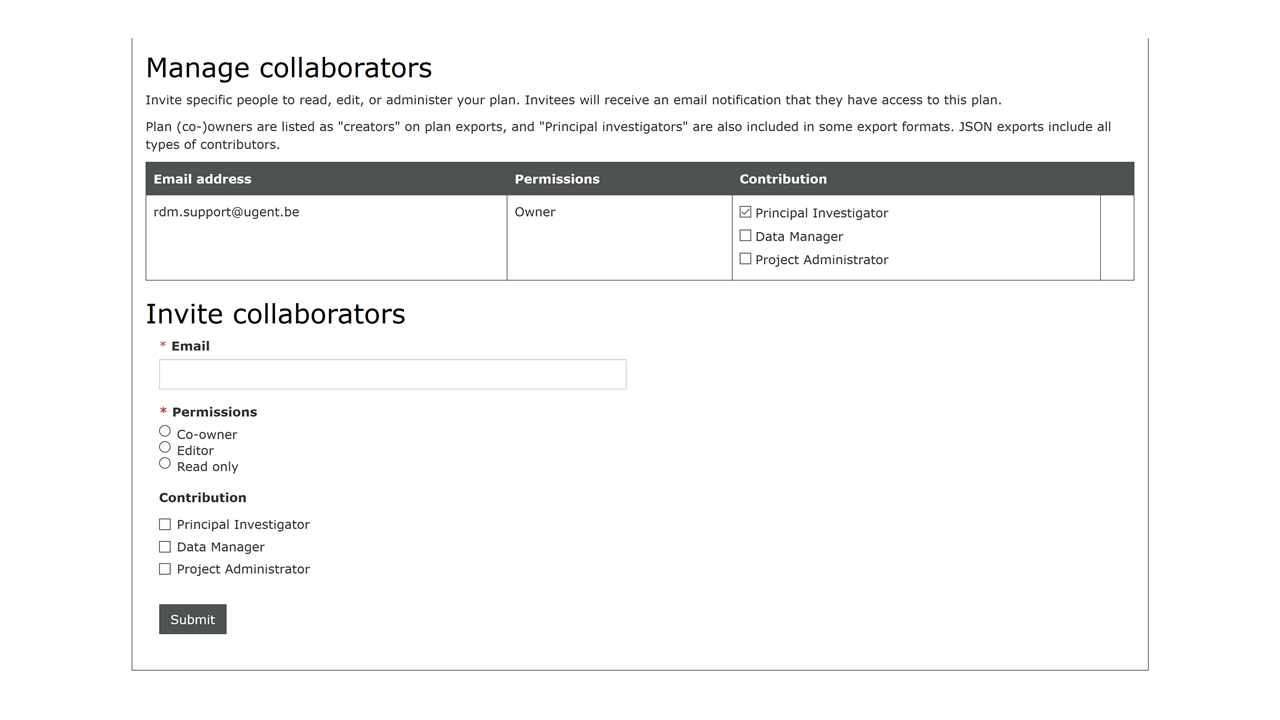 Manage collaborators
Invite specific people to read, edit, or administer your plan. Invitees will receive an email notification that they have access to this plan.
Plan (co-)owners are listed as "creators" on plan exports, and "Principal investigators" are also included in some export formats. JSON exports include all
types of contributors.
Email address Permissions Contribution
rdm.support@ugent.be Owner Principal Investigator
Data Manager
Project Administrator
Invite collaborators
* Email
* Permissions
Co-owner
Editor
Read only
Contribution
Principal Investigator
Data Manager
Project Administrator
Submit